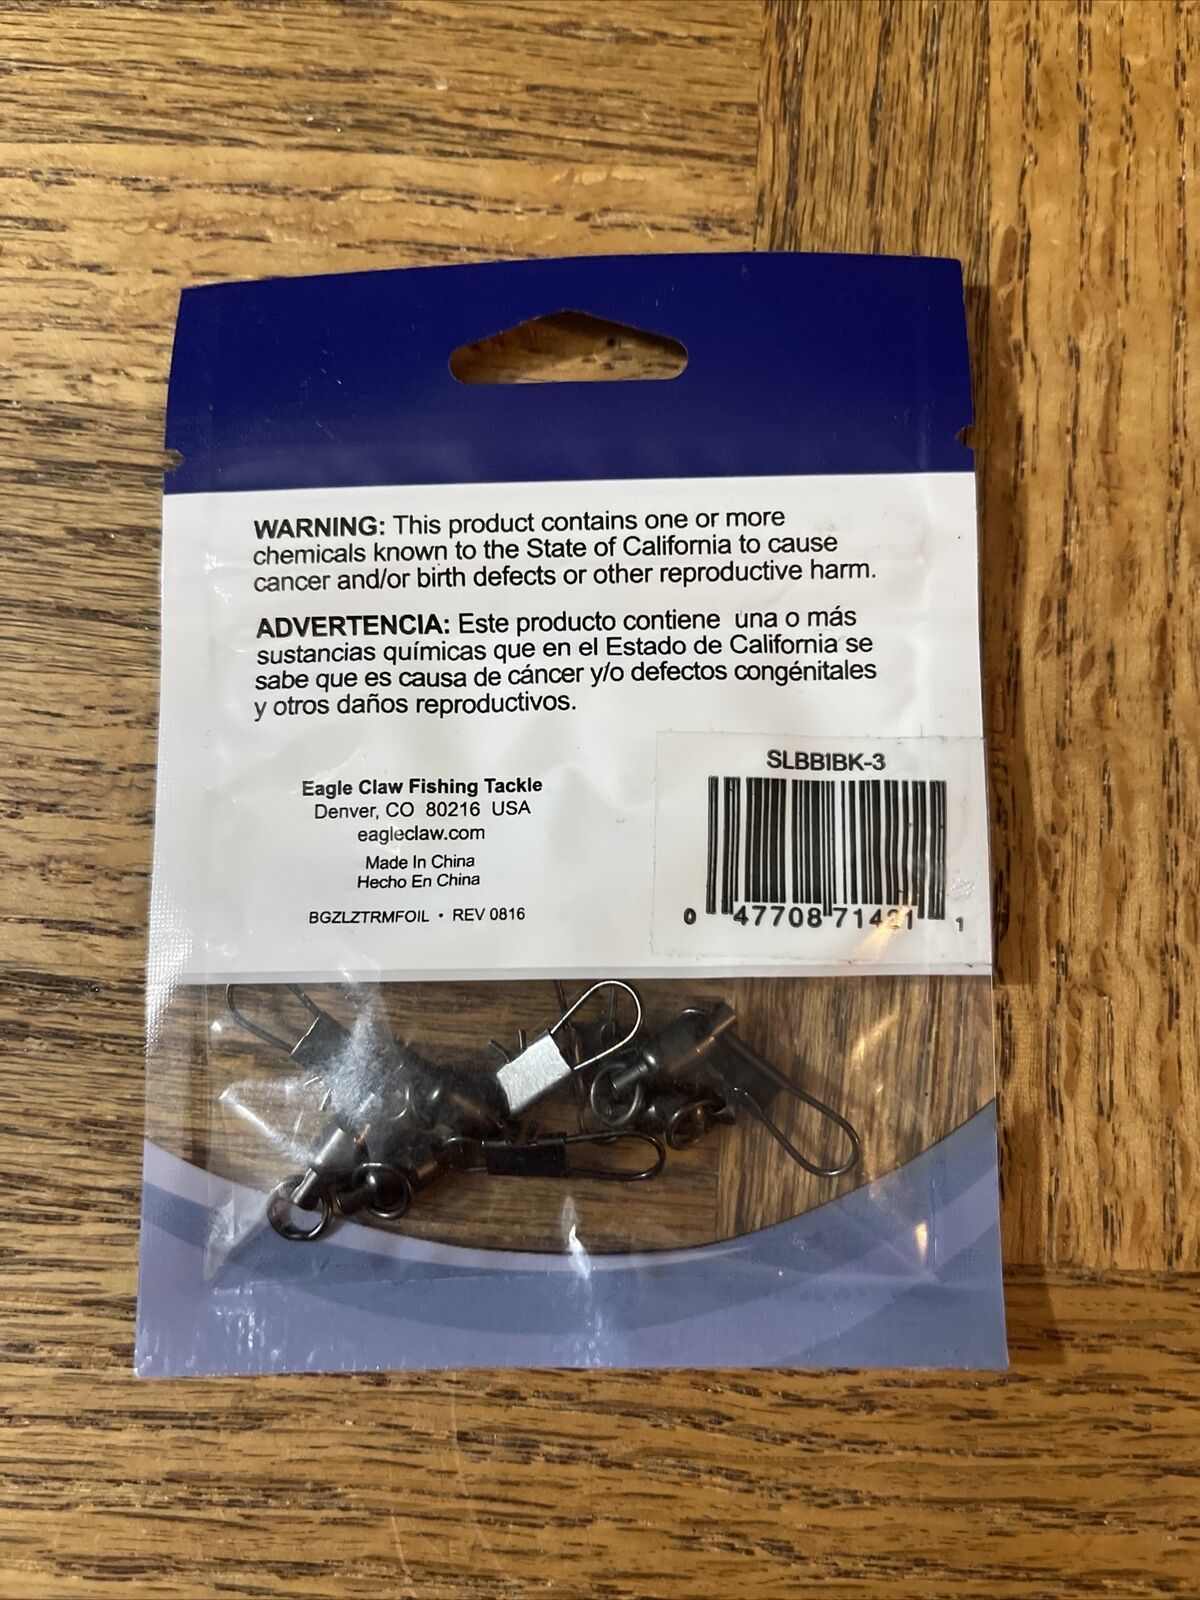 WARNING: This product contains one or more
chemicals known to the State of California to cause
cancer and/or birth defects or other reproductive harm.
ADVERTENCIA: Este producto contiene una o más
sustancias químicas que en el Estado de California se
sabe que es causa de cáncer y/o defectos congénitales
y otros daños reproductivos.
Eagle Claw Fishing Tackle
Denver, CO 80216 USA
eagleclaw.com
Made In China
Hecho En China
BGZLZTRMFOIL • REV 0816
SLBB1BK-3
0 47708 71421 1